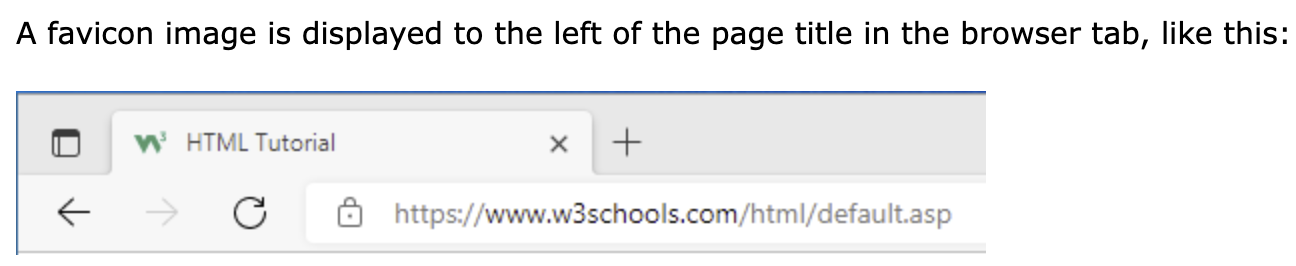 A favicon image is displayed to the left of the page title in the browser tab, like this:
W3 HTML Tutorial
https://www.w3schools.com/html/default.asp